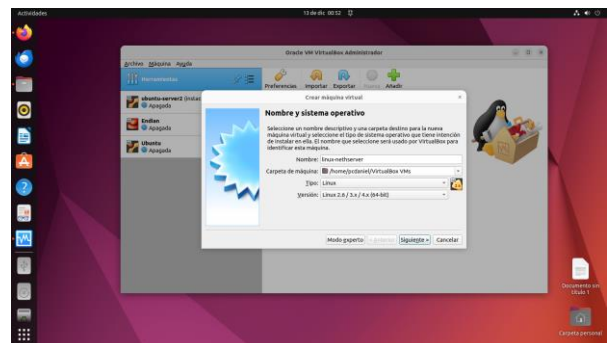 Actividades
13 de dic 08:52
Oracle VM VirtualBox Administrador
Archivo Máquina Ayuda
Herramientas
Preferencias Importar Exportar Nueva Añadir
ubuntu-server2 (Instan
Apagada
Endian
Apagada
Ubuntu
Apagada
Crear máquina virtual
Nombre y sistema operativo
Seleccione un nombre descriptivo y una carpeta destino para la nueva
máquina virtual y seleccione el tipo de sistema operativo que tiene intención
de instalar en ella. El nombre que seleccione será usado por VirtualBox para
identificar esta máquina.
Nombre: linux-nethserver
Carpeta de máquina: /home/pcdaniel/VirtualBox VMs
Tipo: Linux
Versión: Linux 2.6 / 3.x / 4.x (64-bit)
Modo experto < Anterior Siguiente > Cancelar
Documento sin
título 1
Carpeta personal